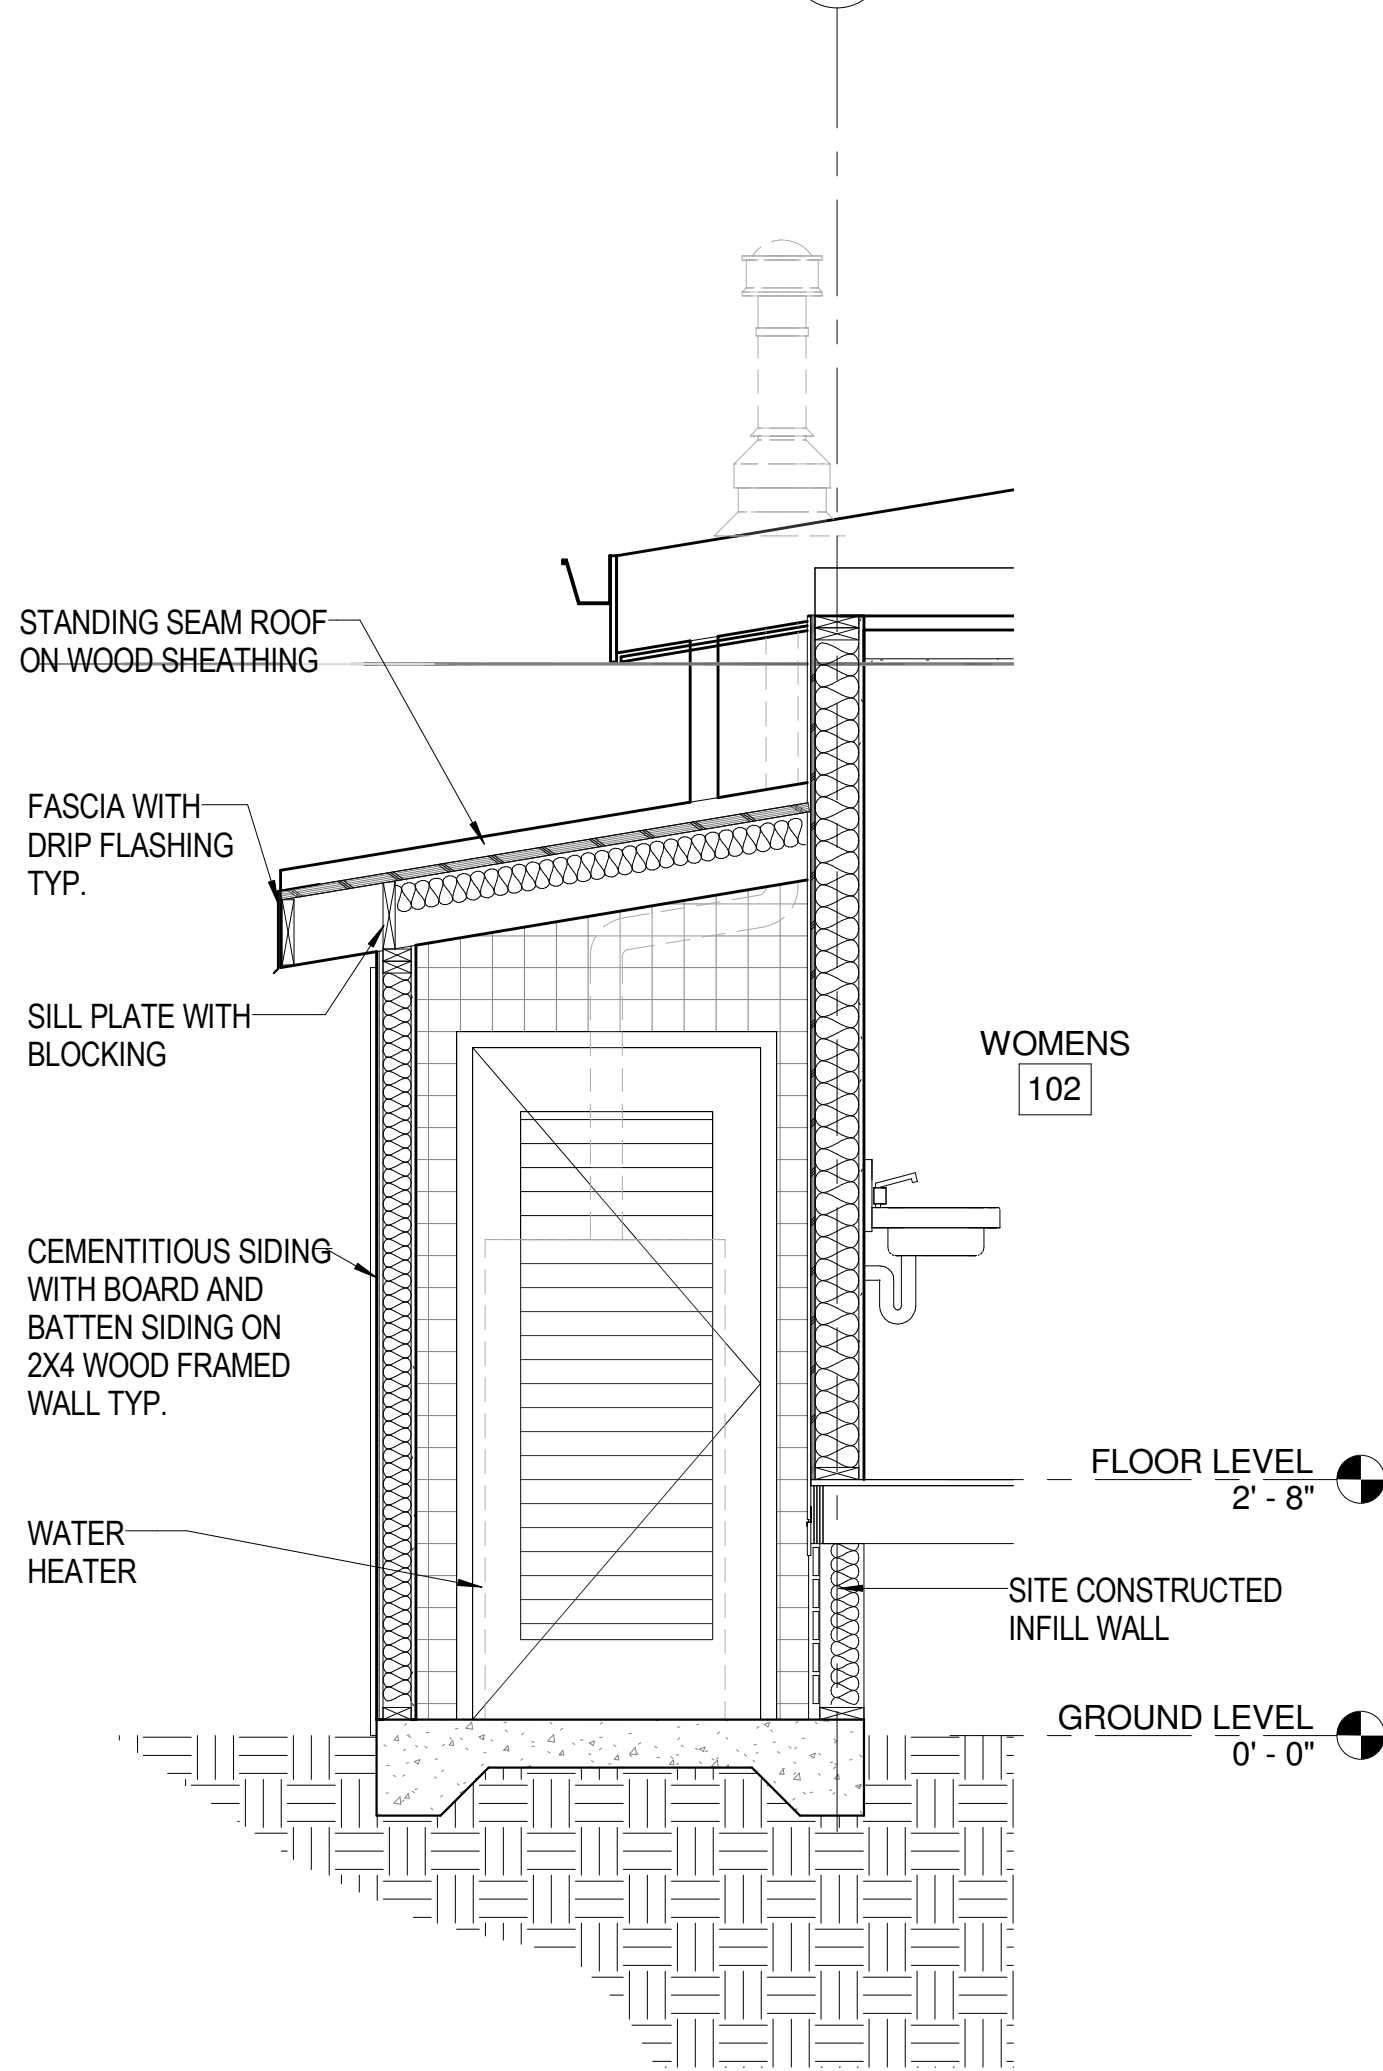 STANDING SEAM ROOF
ON WOOD SHEATHING
FASCIA WITH
DRIP FLASHING
TYP.
SILL PLATE WITH
BLOCKING
WOMENS
102
CEMENTITIOUS SIDING
WITH BOARD AND
BATTEN SIDING ON
2X4 WOOD FRAMED
WALL TYP.
FLOOR LEVEL
2' - 8"
WATER
HEATER
SITE CONSTRUCTED
INFILL WALL
GROUND LEVEL
0' - 0"